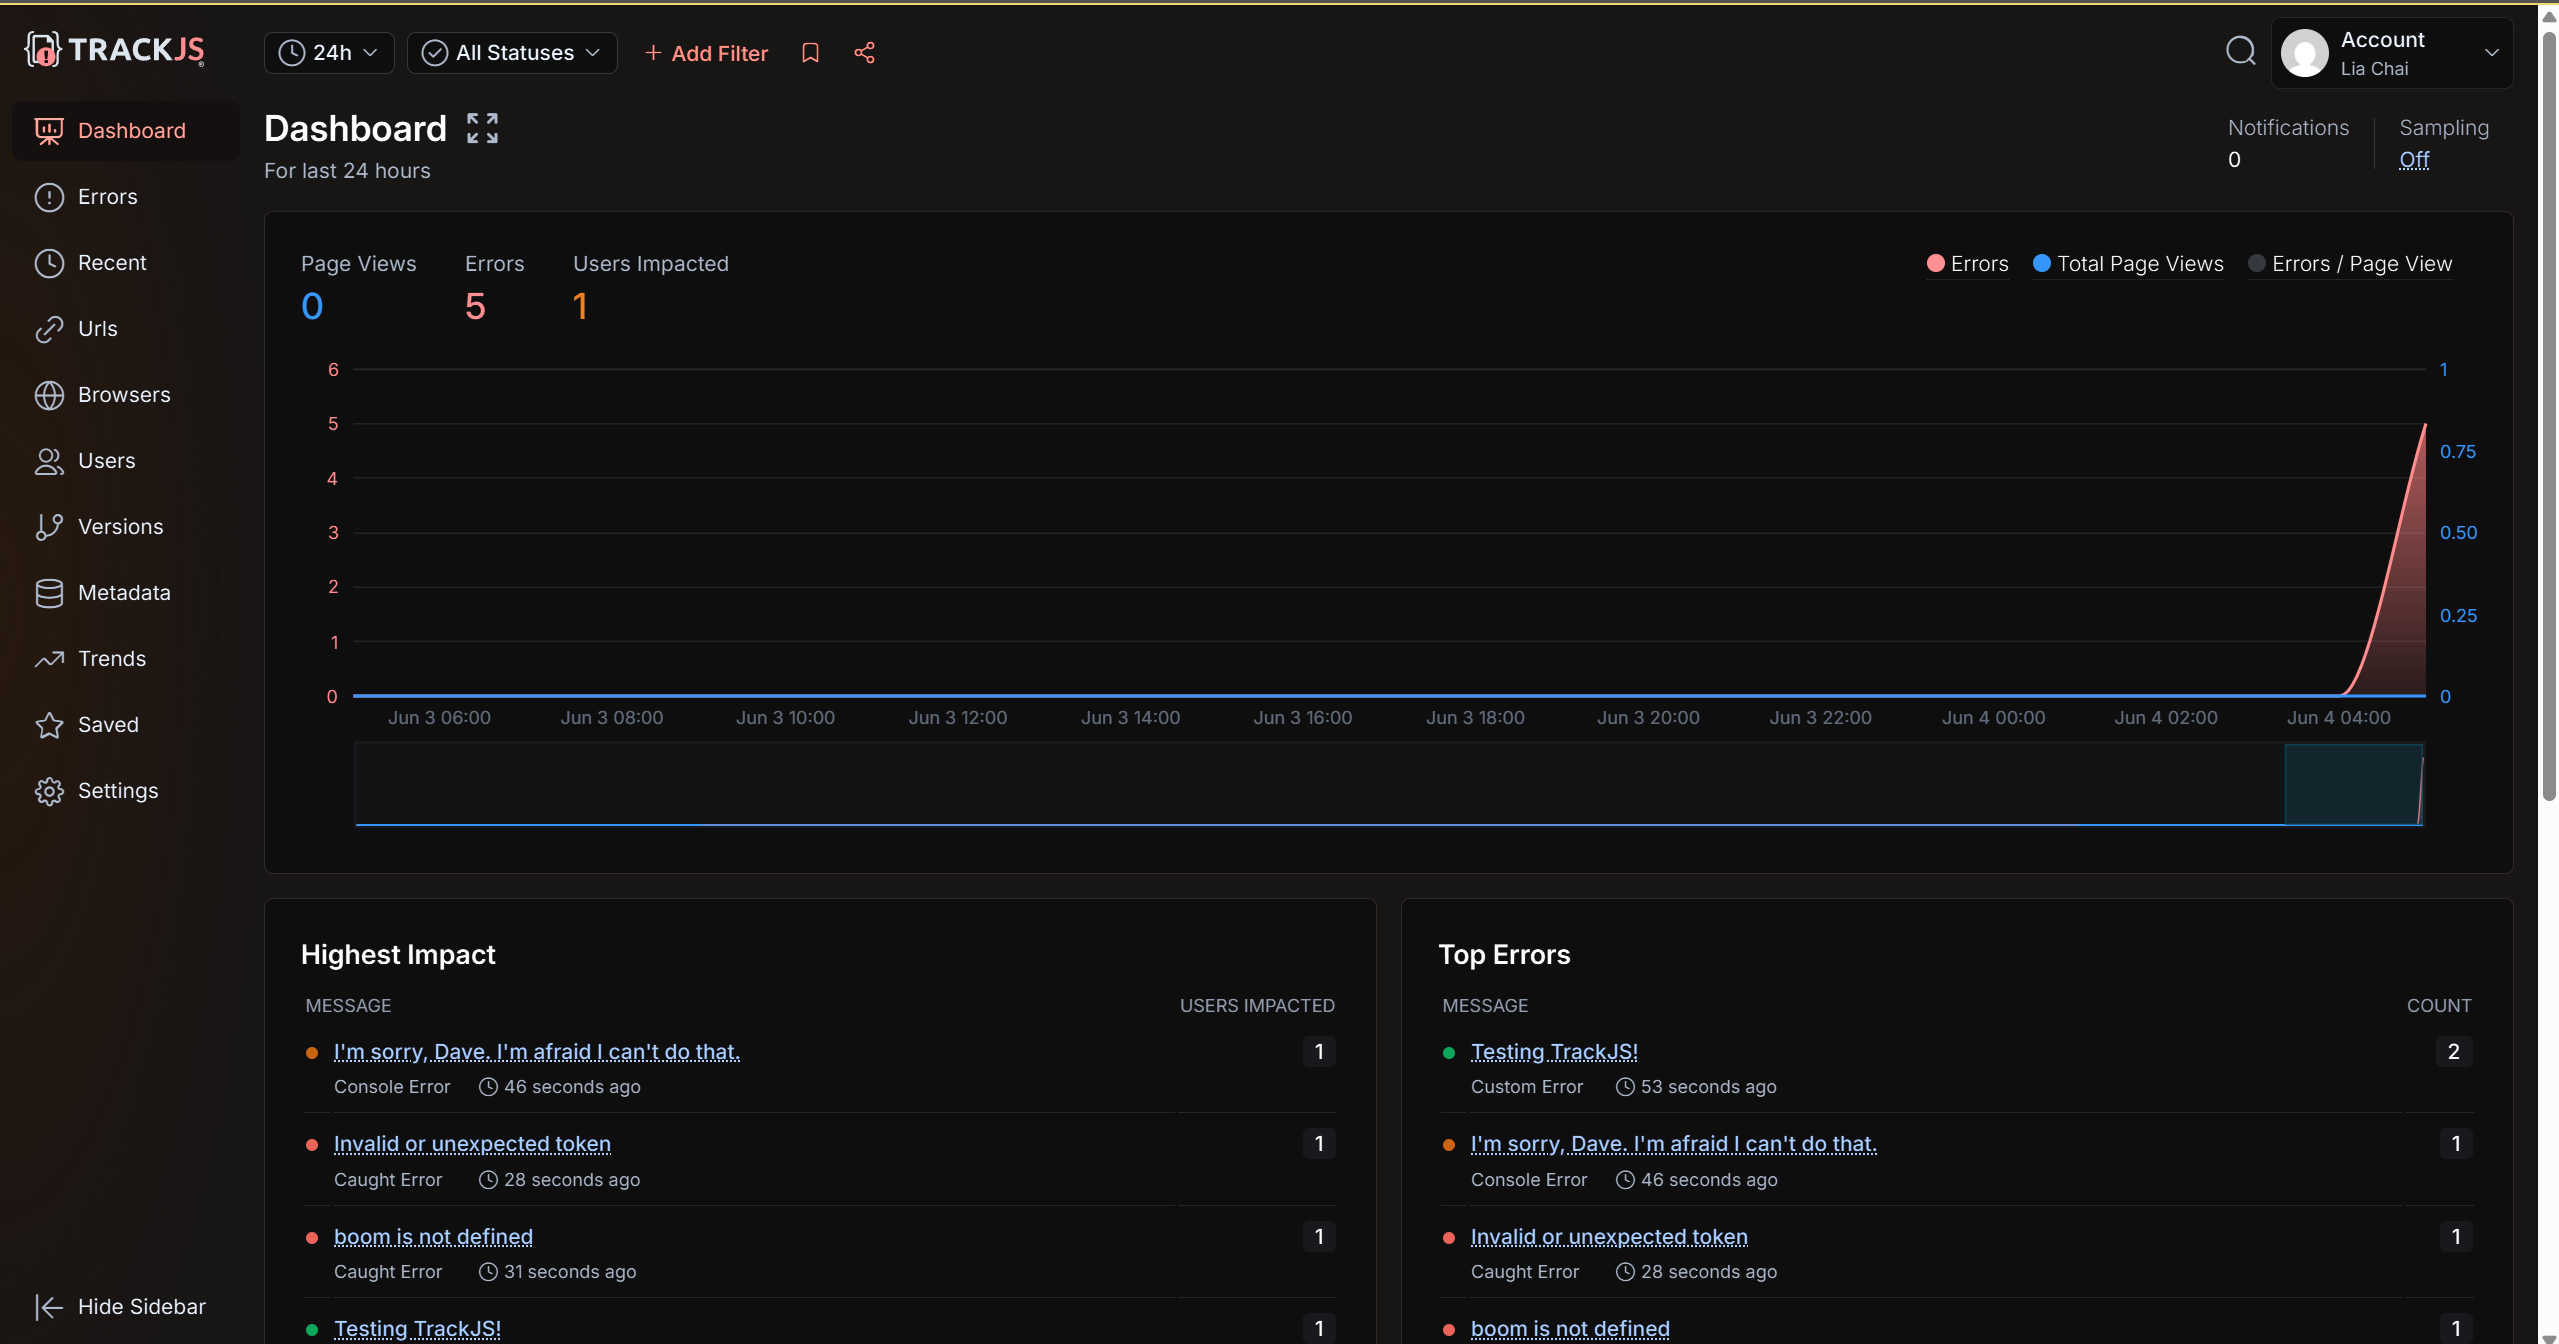 TRACKJS
24h
All Statuses
+ Add Filter
Account
Lia Chai
Dashboard
Errors
Recent
Urls
Browsers
Users
Versions
Metadata
Trends
Saved
Settings
Hide Sidebar
Dashboard
For last 24 hours
Notifications
0
Sampling
Off
Page Views
0
Errors
5
Users Impacted
1
Errors
Total Page Views
Errors / Page View
6
5
4
3
2
1
0
1
0.75
0.50
0.25
0
Jun 3 06:00
Jun 3 08:00
Jun 3 10:00
Jun 3 12:00
Jun 3 14:00
Jun 3 16:00
Jun 3 18:00
Jun 3 20:00
Jun 3 22:00
Jun 4 00:00
Jun 4 02:00
Jun 4 04:00
Highest Impact
MESSAGE
USERS IMPACTED
I'm sorry, Dave. I'm afraid I can't do that.
1
Console Error
46 seconds ago
Invalid or unexpected token
1
Caught Error
28 seconds ago
boom is not defined
1
Caught Error
31 seconds ago
Testing TrackJS!
1
Top Errors
MESSAGE
COUNT
Testing TrackJS!
2
Custom Error
53 seconds ago
I'm sorry, Dave. I'm afraid I can't do that.
1
Console Error
46 seconds ago
Invalid or unexpected token
1
Caught Error
28 seconds ago
boom is not defined
1